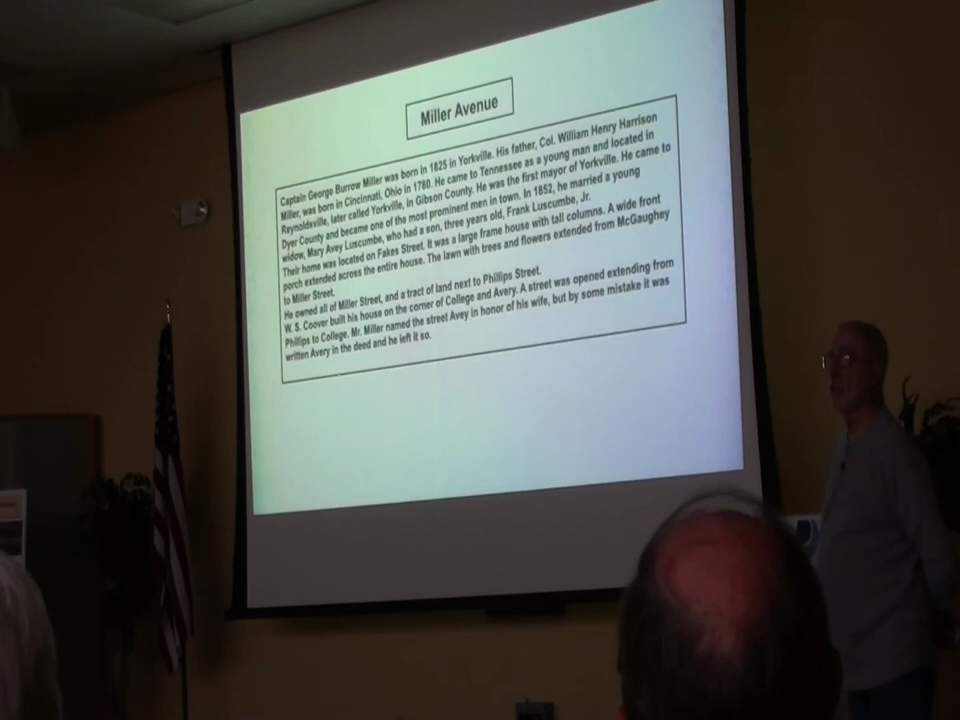 Miller Avenue
Captain George Burrow Miller was born in 1825 in Yorkville. His father, Col. William Henry Harrison
Miller, was born in Cincinnati, Ohio in 1780. He came to Tennessee as a young man and located in
Reynoldsville, later called Yorkville, in Gibson County. He was the first mayor of Yorkville. He came to
Dyer County and became one of the most prominent men in town. In 1852, he married a young
widow, Mary Avey Luscumbe, who had a son, three years old, Frank Luscumbe, Jr.
Their home was located on Fakes Street. It was a large frame house with tall columns. A wide front
porch extended across the entire house. The lawn with trees and flowers extended from McGaughey
to Miller Street.
He owned all of Miller Street, and a tract of land next to Phillips Street.
W. S. Coover built his house on the corner of College and Avery. A street was opened extending from
Phillips to College. Mr. Miller named the street Avey in honor of his wife, but by some mistake it was
written Avery in the deed and he left it so.